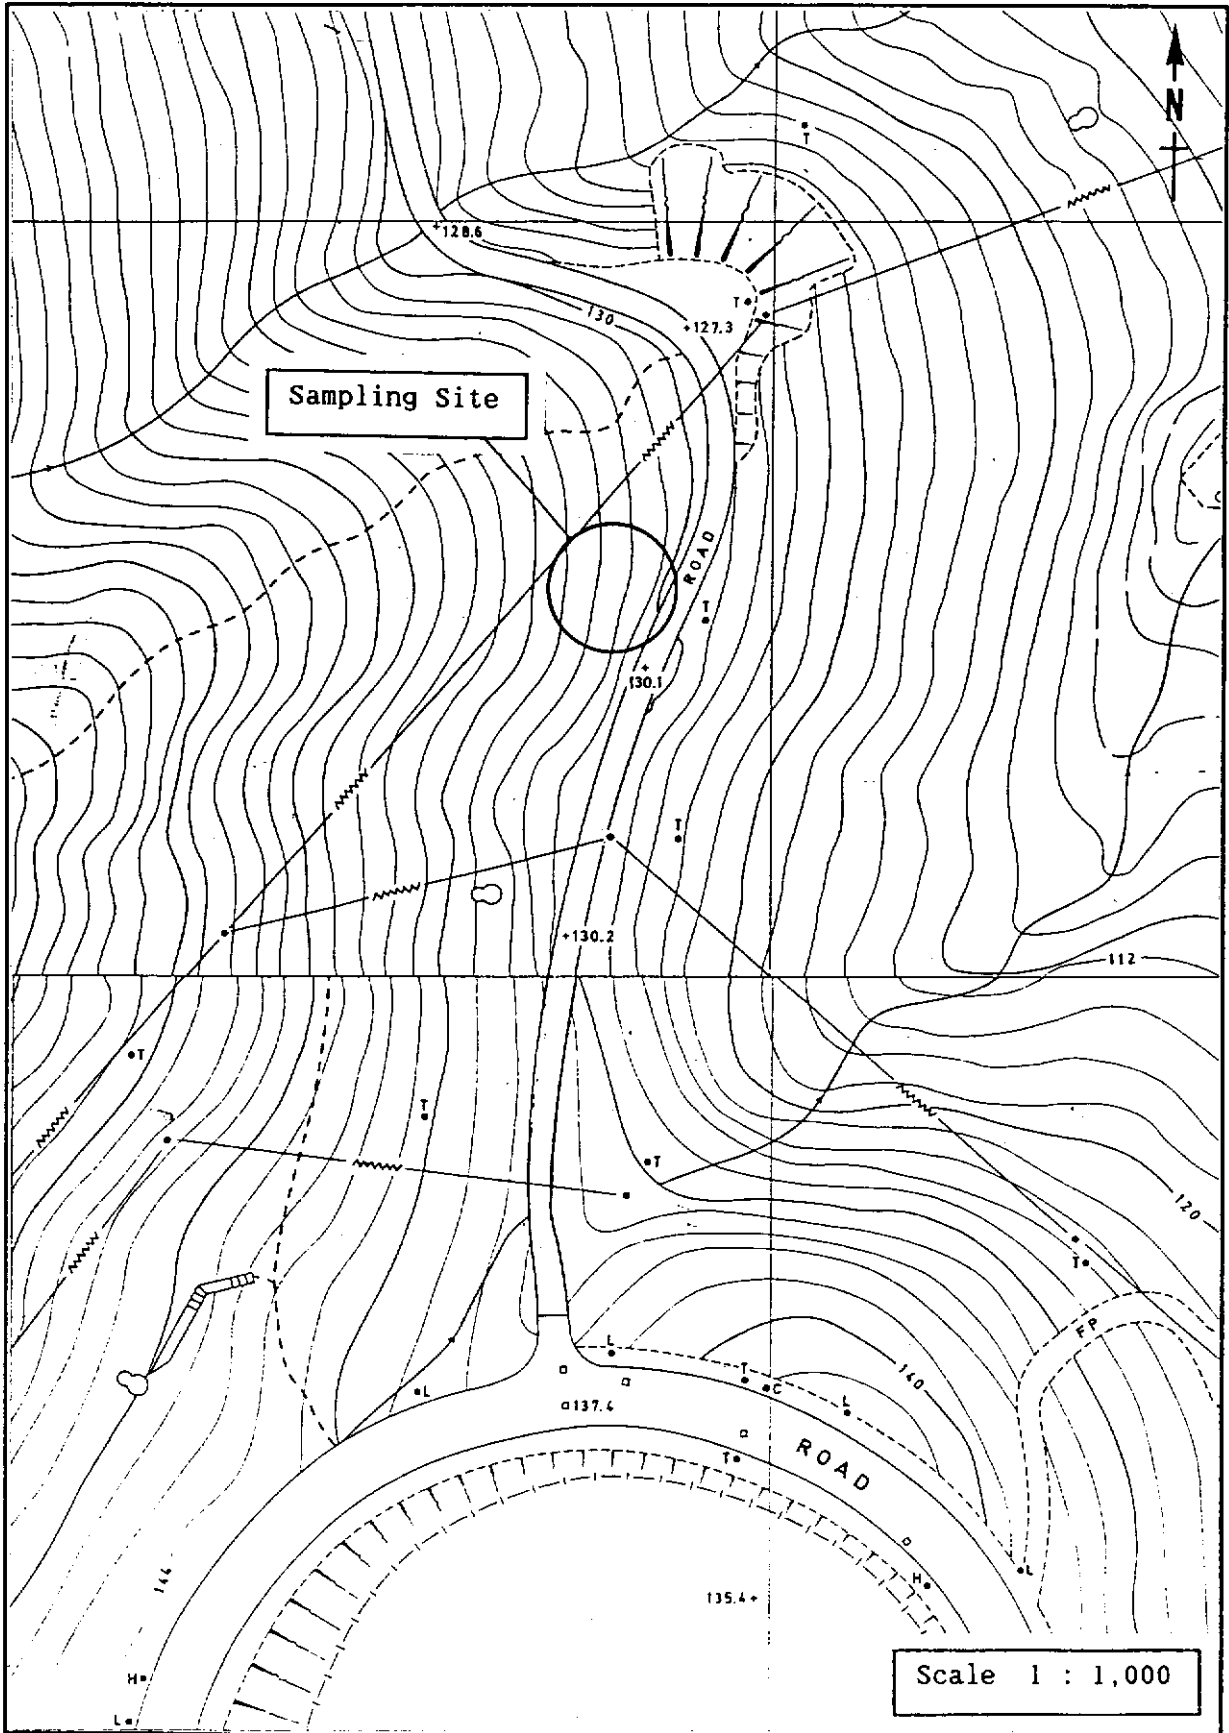 N
T
128.6
130
T
127.3
Sampling Site
ROAD
T
130.1
T
130.2
112
T
T
T
120
T
FP
L
T
C
L
140
L
137.4
ROAD
T
144
H
L
135.4
H
L
Scale 1 : 1,000